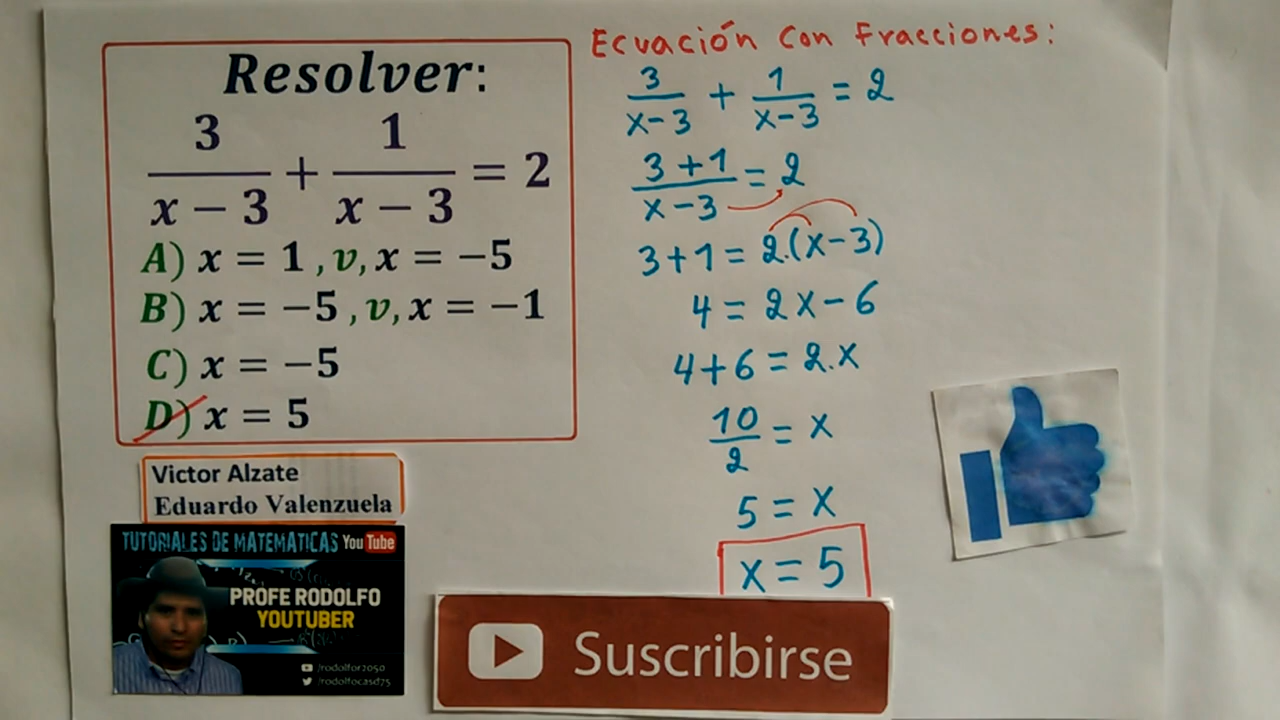 Resolver:
3/(x − 3) + 1/(x − 3) = 2
A) x = 1 , v, x = −5
B) x = −5 , v, x = −1
C) x = −5
D) x = 5
Victor Alzate
Eduardo Valenzuela
TUTORIALES DE MATEMATICAS YouTube
PROFE RODOLFO
YOUTUBER
/rodolfor2050
/rodolfocasd75
Ecuación con Fracciones:
3/(x−3) + 1/(x−3) = 2
(3+1)/(x−3) = 2
3+1 = 2.(x−3)
4 = 2x−6
4+6 = 2.x
10/2 = x
5 = x
x = 5
Suscribirse